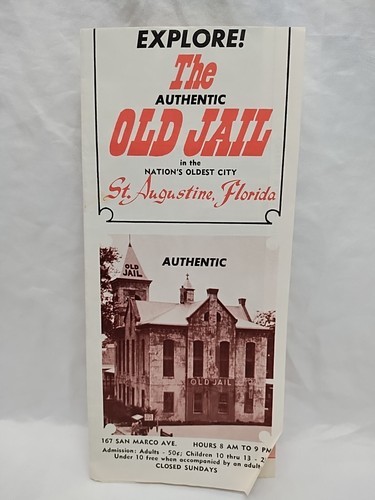 EXPLORE!
The
AUTHENTIC
OLD JAIL
in the
NATION'S OLDEST CITY
St. Augustine, Florida
AUTHENTIC
OLD
JAIL
OLD JAIL
167 SAN MARCO AVE. HOURS 8 AM TO 9 PM
Admission: Adults - 50¢; Children 10 thru 13 - 2
Under 10 free when accompanied by an adult
CLOSED SUNDAYS